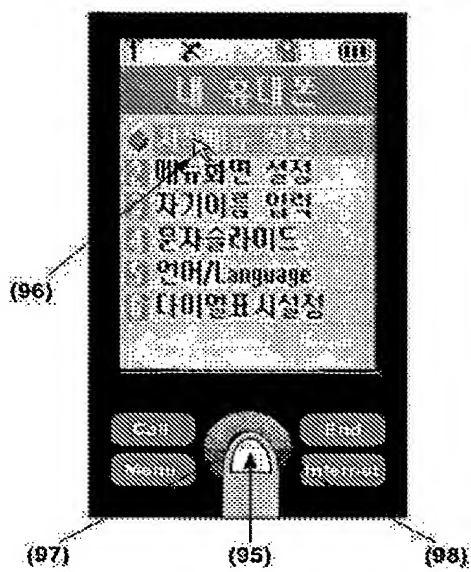 내 휴대폰
메뉴화면 설정
자기이름 입력
문자슬라이드
언어/Language
다이얼표시설정
(96)
Call End
Menu Internet
(97) (95) (98)